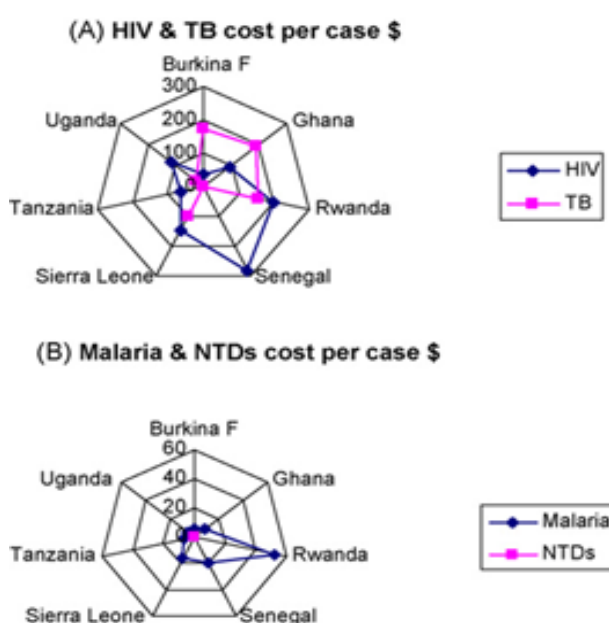 (A) HIV & TB cost per case $
Burkina F
300
200
100
0
Uganda
Ghana
Tanzania
Rwanda
Sierra Leone
Senegal
HIV
TB
(B) Malaria & NTDs cost per case $
Burkina F
60
40
20
0
Uganda
Ghana
Tanzania
Rwanda
Sierra Leone
Senegal
Malaria
NTDs